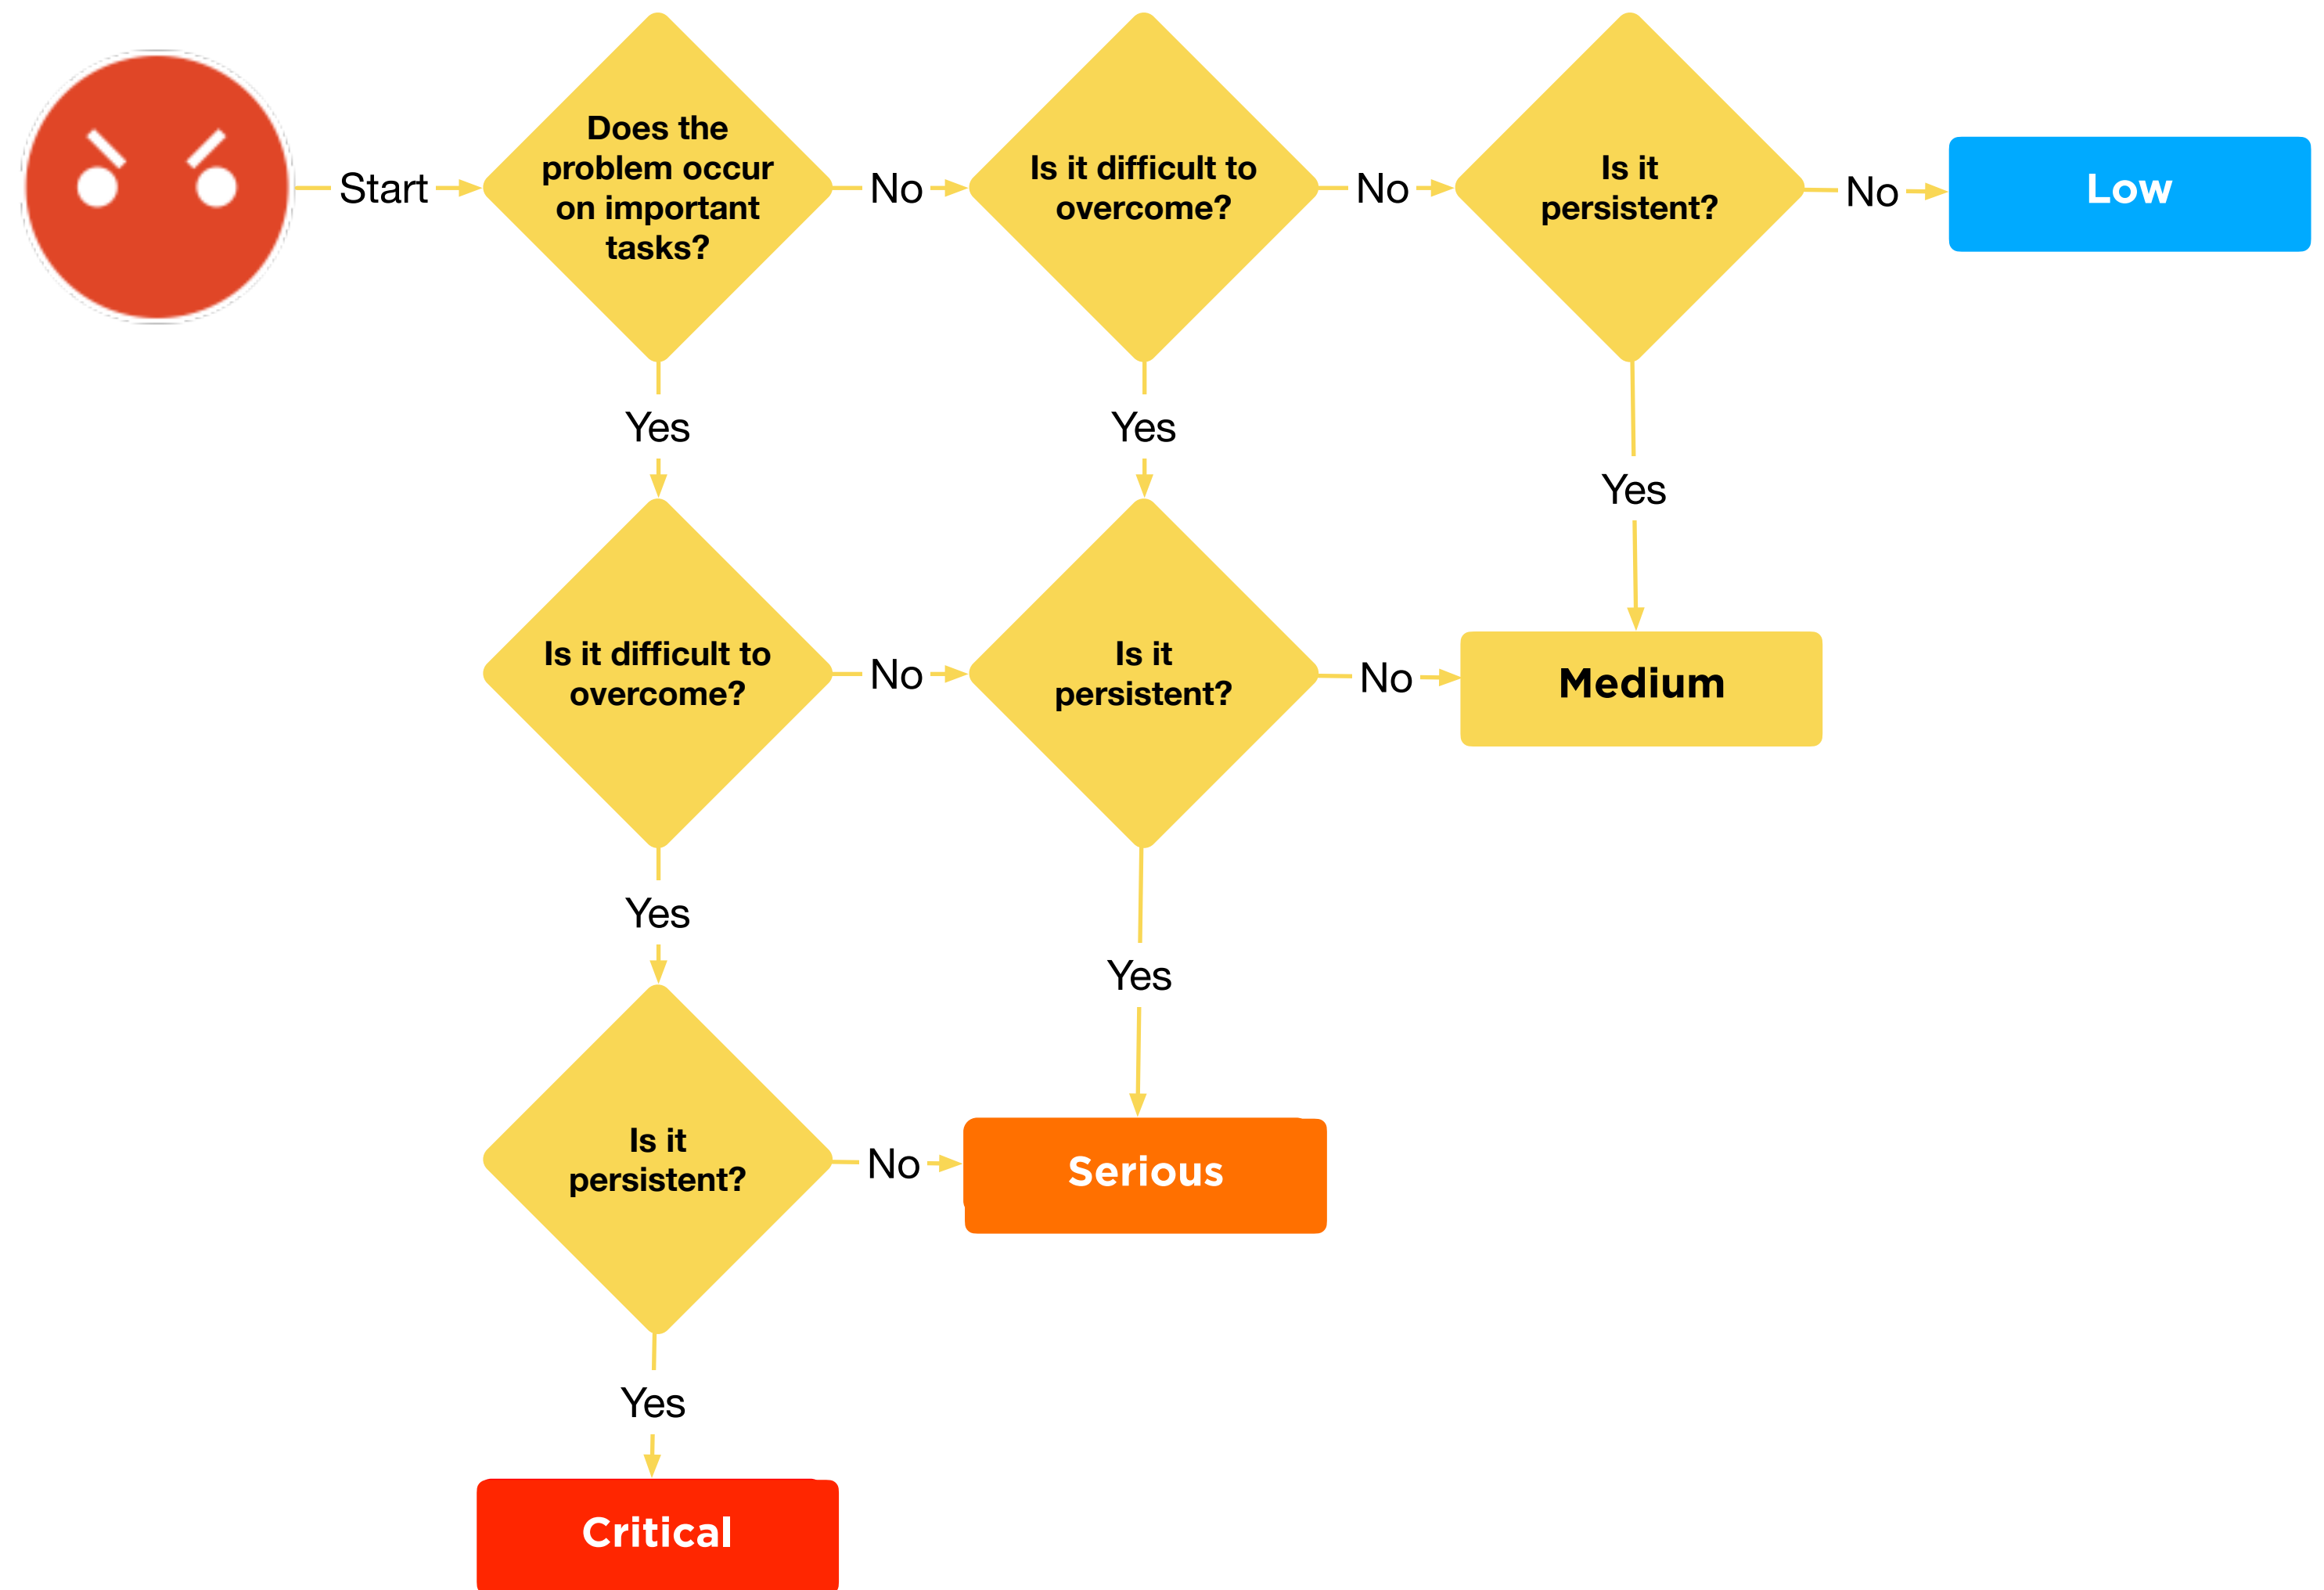 Start
Does the
problem occur
on important
tasks?
No
Is it difficult to
overcome?
No
Is it
persistent?
No
Low
Yes
Yes
Yes
Is it difficult to
overcome?
No
Is it
persistent?
No
Medium
Yes
Yes
Is it
persistent?
No
Serious
Yes
Critical